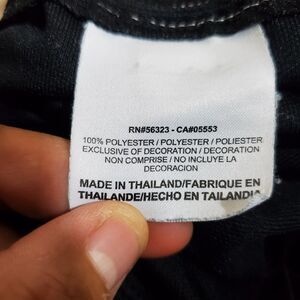 RN#56323 - CA#05553
100% POLYESTER / POLYESTER / POLIESTER
EXCLUSIVE OF DECORATION / DECORATION
NON COMPRISE / NO INCLUYE LA
DECORACION
MADE IN THAILAND/FABRIQUE EN
THAILANDE/HECHO EN TAILANDIA